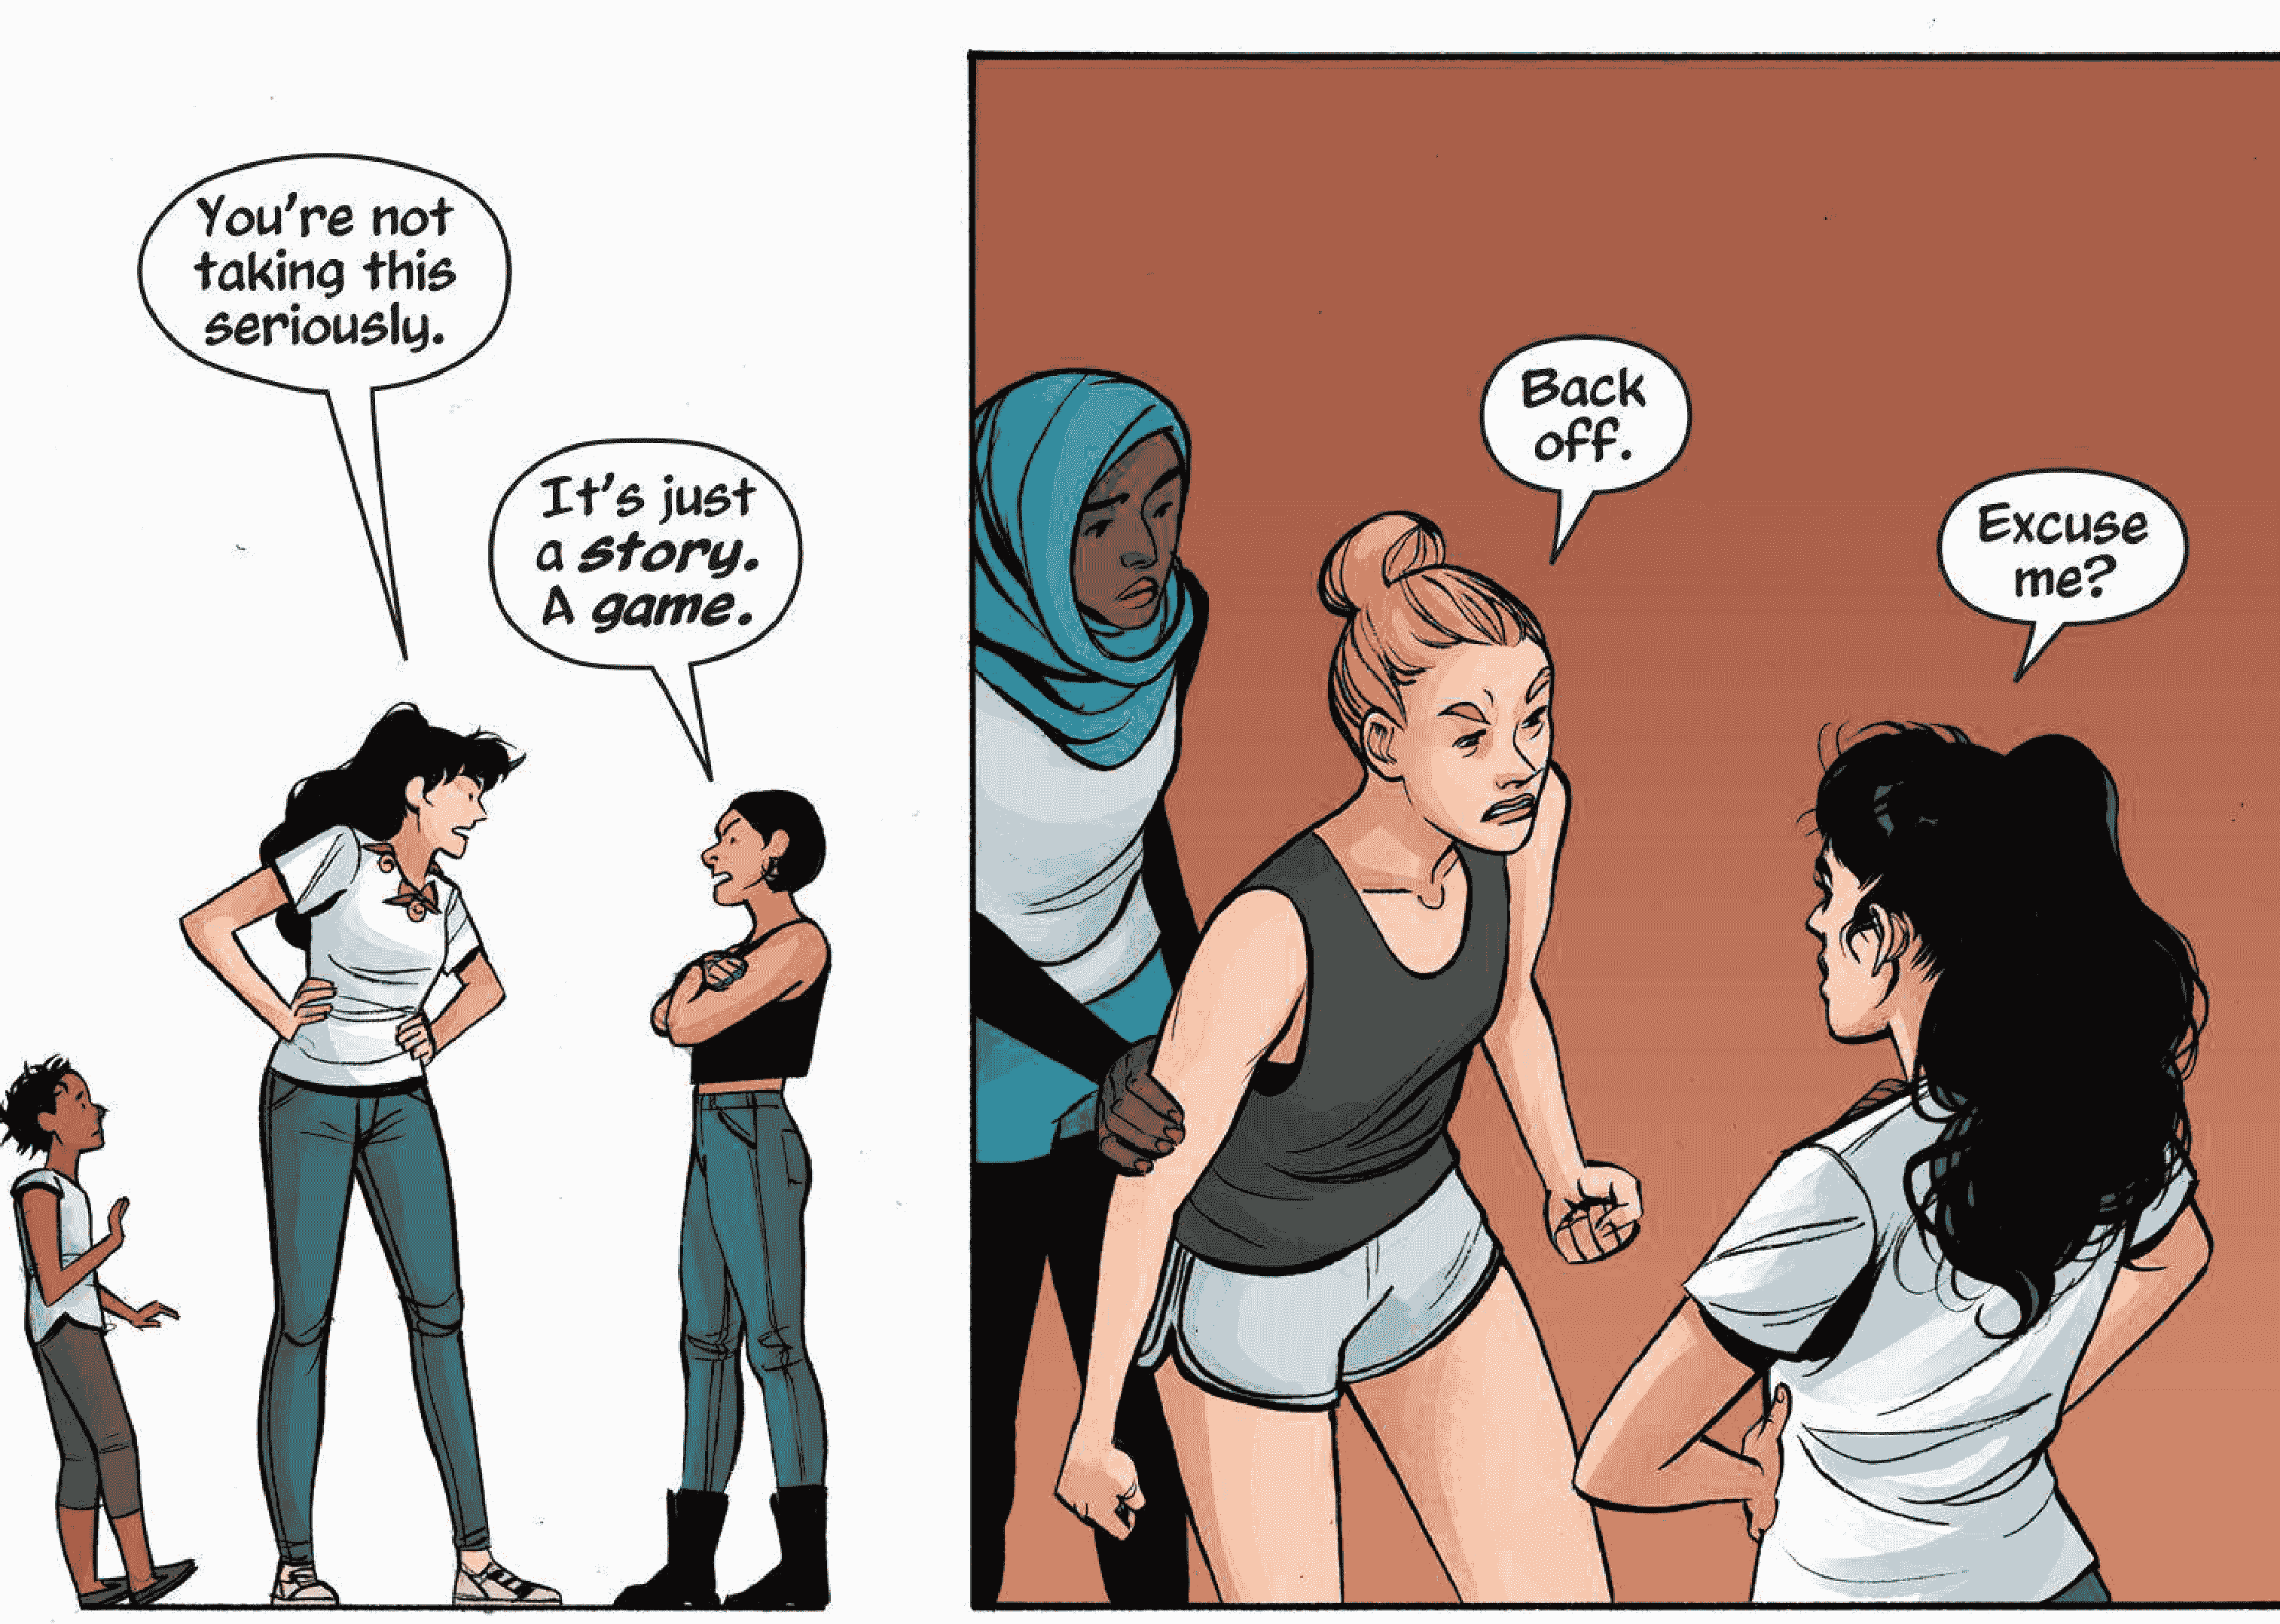 You're not
taking this
seriously.
It's just
a story.
A game.
Back
off.
Excuse
me?